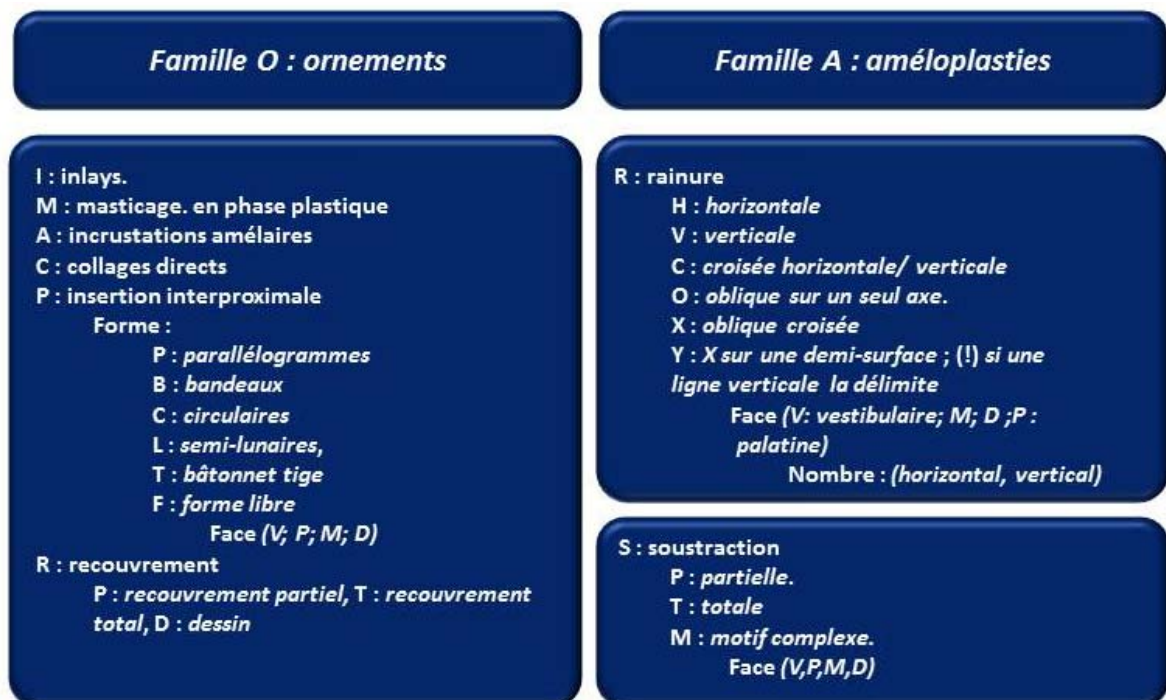 Famille O : ornements
I : inlays.
M : masticage. en phase plastique
A : incrustations amélaires
C : collages directs
P : insertion interproximale
Forme :
P : parallélogrammes
B : bandeaux
C : circulaires
L : semi-lunaires,
T : bâtonnet tige
F : forme libre
Face (V; P; M; D)
R : recouvrement
P : recouvrement partiel, T : recouvrement
total, D : dessin
Famille A : améloplasties
R : rainure
H : horizontale
V : verticale
C : croisée horizontale/ verticale
O : oblique sur un seul axe.
X : oblique croisée
Y : X sur une demi-surface ; (!) si une
ligne verticale la délimite
Face (V: vestibulaire; M; D ;P :
palatine)
Nombre : (horizontal, vertical)
S : soustraction
P : partielle.
T : totale
M : motif complexe.
Face (V,P,M,D)